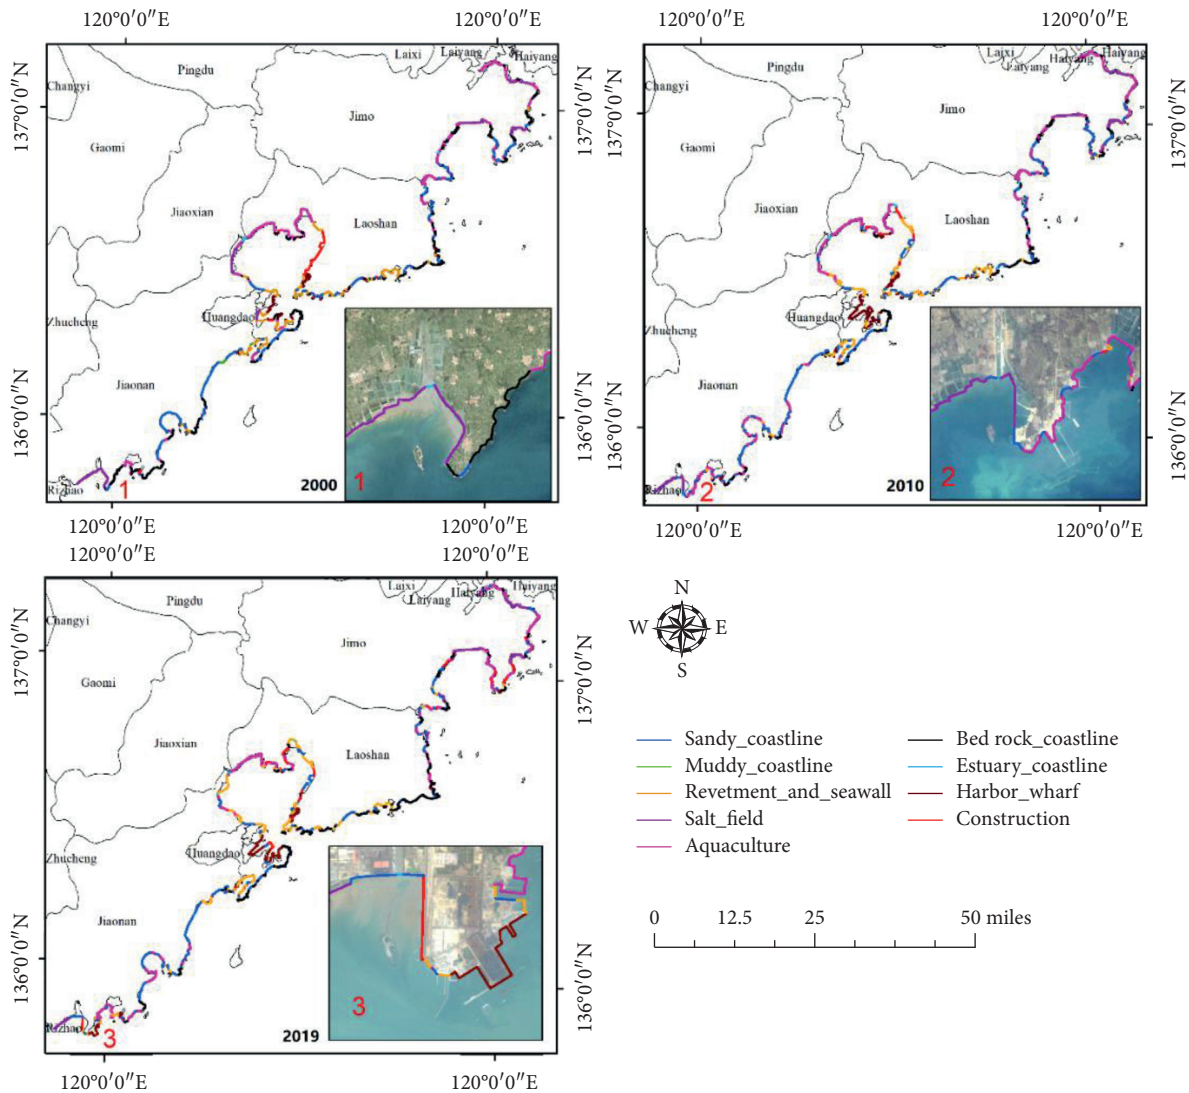 120°0′0″E 120°0′0″E 120°0′0″E 120°0′0″E
137°0′0″N 136°0′0″N
Laixi Laiyang Haiyang
Pingdu
Changyi
Jimo
Gaomi
Jiaoxian
Laoshan
Huangdao
Zhucheng
Jiaonan
Rizhao
1
2000
1
137°0′0″N 136°0′0″N
120°0′0″E 120°0′0″E
137°0′0″N 136°0′0″N
Laixi Laiyang Haiyang Haiyang
Pingdu
Changyi
Jimo
Gaomi
Jiaoxian
Laoshan
Huangdao
Zhucheng
Jiaonan
Rizhao
2
2010
2
137°0′0″N 136°0′0″N
120°0′0″E 120°0′0″E
120°0′0″E 120°0′0″E
137°0′0″N 136°0′0″N
Laixi Laiyang Haiyang Haiyang
Pingdu
Changyi
Jimo
Gaomi
Jiaoxian
Laoshan
Huangdao
Zhucheng
Jiaonan
Rizhao
3
2019
3
137°0′0″N 136°0′0″N
120°0′0″E 120°0′0″E
N
W E
S
Sandy_coastline
Muddy_coastline
Revetment_and_seawall
Salt_field
Aquaculture
Bed rock_coastline
Estuary_coastline
Harbor_wharf
Construction
0 12.5 25 50 miles